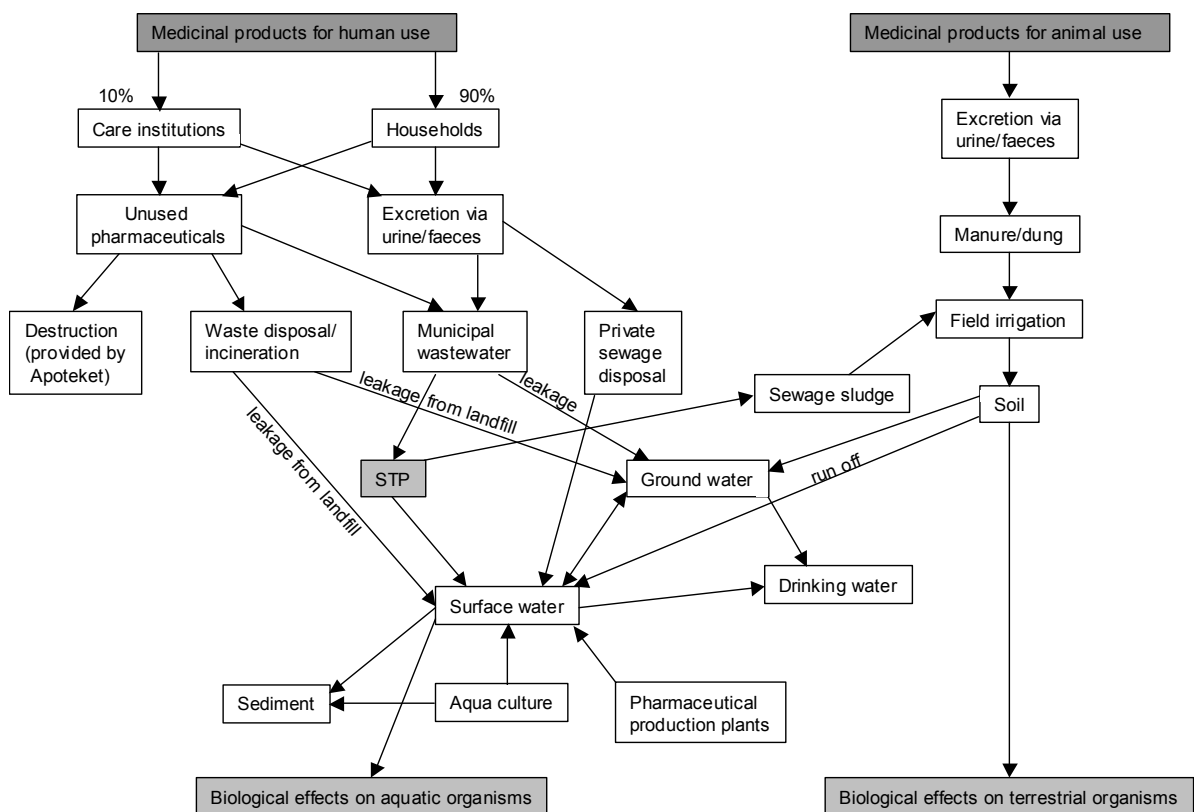 Medicinal products for human use
Medicinal products for animal use
10%
90%
Care institutions
Households
Excretion via
urine/faeces
Unused
pharmaceuticals
Excretion via
urine/faeces
Manure/dung
Destruction
(provided by
Apoteket)
Waste disposal/
incineration
Municipal
wastewater
Private
sewage
disposal
Field irrigation
leakage from landfill
leakage from landfill
leakage
Sewage sludge
Soil
STP
Ground water
run off
Surface water
Drinking water
Sediment
Aqua culture
Pharmaceutical
production plants
Biological effects on aquatic organisms
Biological effects on terrestrial organisms